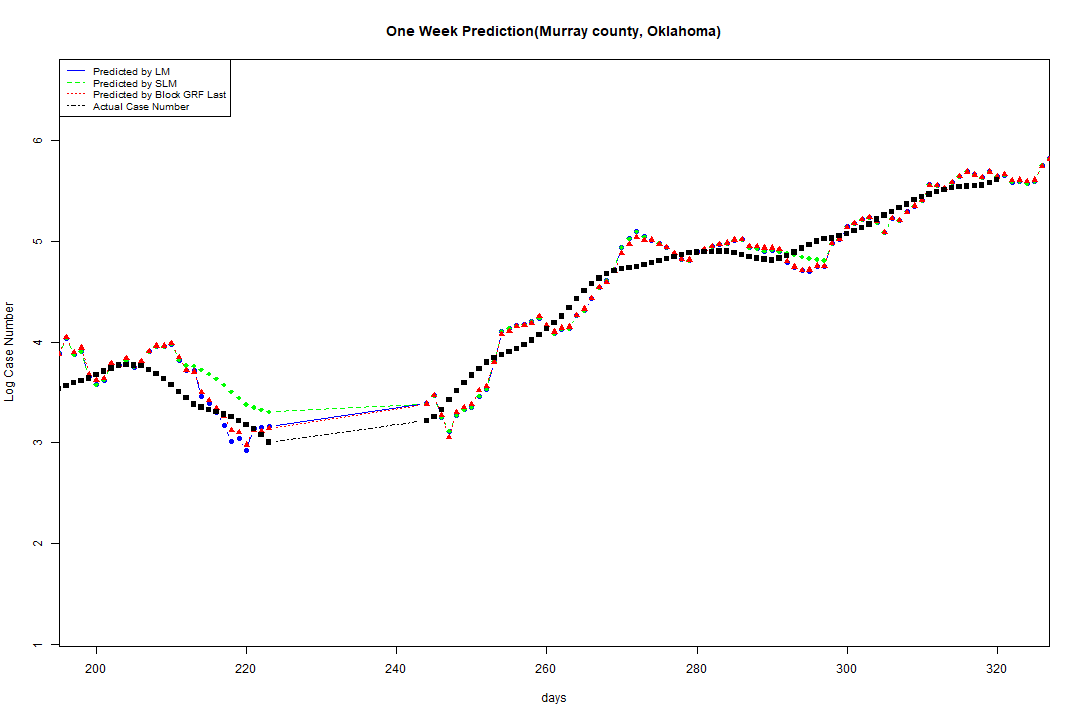 One Week Prediction(Murray county, Oklahoma)
Predicted by LM
Predicted by SLM
Predicted by Block GRF Last
Actual Case Number
Log Case Number
6
5
4
3
2
1
200 220 240 260 280 300 320
days